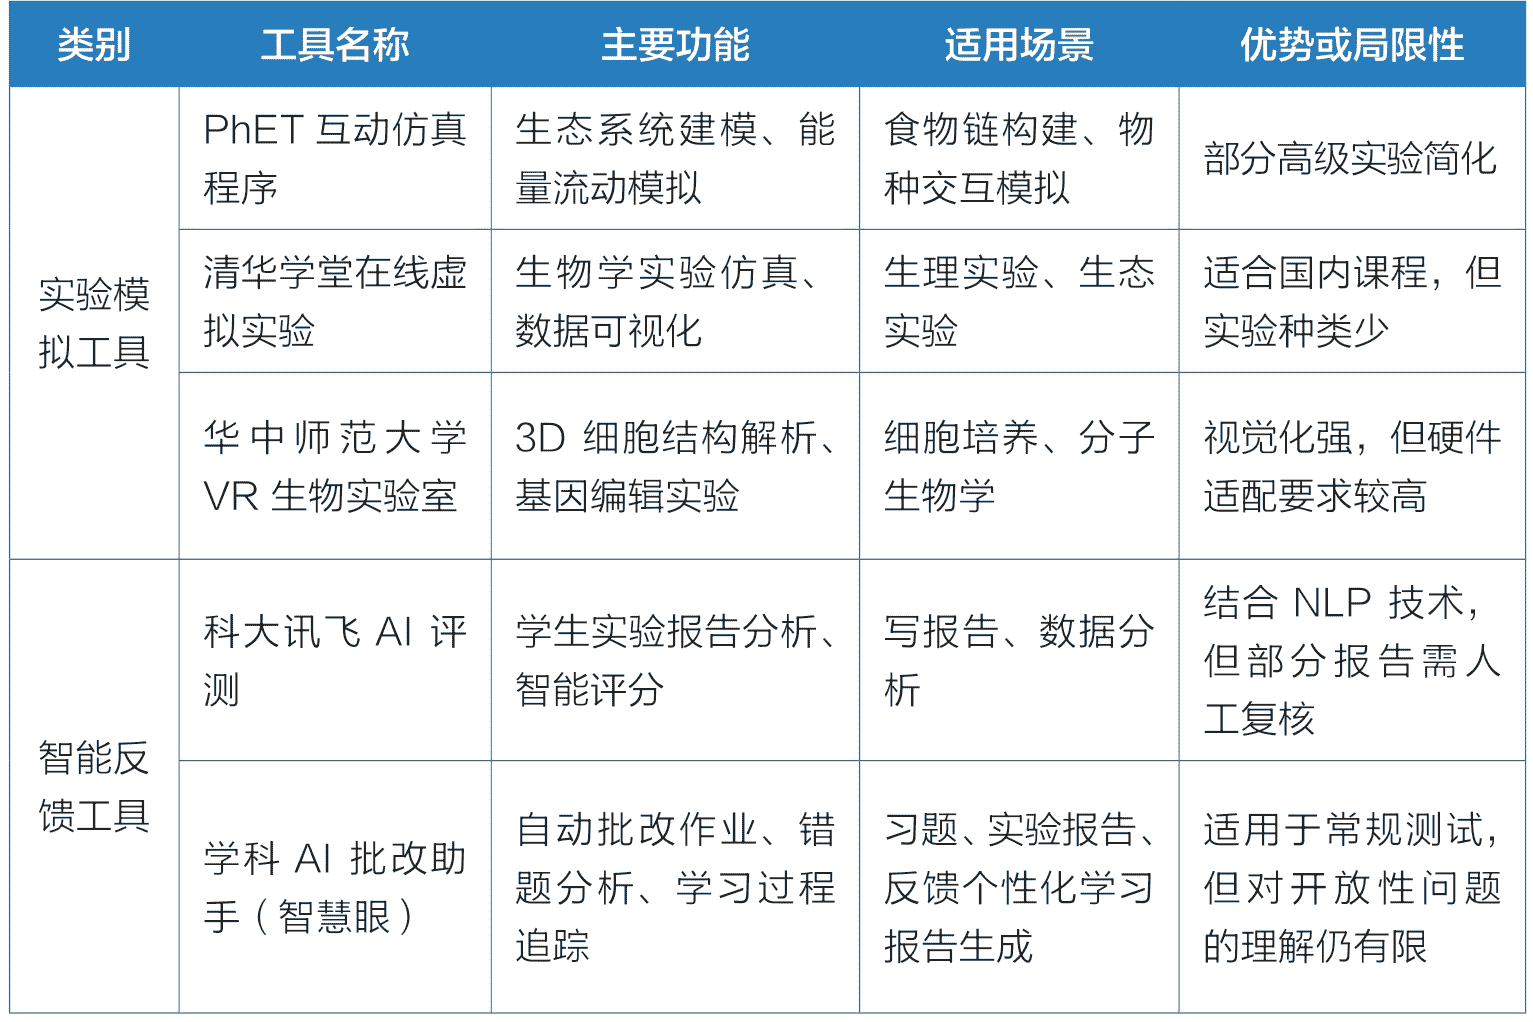 类别 工具名称 主要功能 适用场景 优势或局限性
实验模
拟工具
PhET 互动仿真
程序
生态系统建模、能
量流动模拟
食物链构建、物
种交互模拟
部分高级实验简化
清华学堂在线虚
拟实验
生物学实验仿真、
数据可视化
生理实验、生态
实验
适合国内课程，但
实验种类少
华中师范大学
VR 生物实验室
3D 细胞结构解析、
基因编辑实验
细胞培养、分子
生物学
视觉化强，但硬件
适配要求较高
智能反
馈工具
科大讯飞 AI 评
测
学生实验报告分析、
智能评分
写报告、数据分
析
结合 NLP 技术，
但部分报告需人
工复核
学科 AI 批改助
手（智慧眼）
自动批改作业、错
题分析、学习过程
追踪
习题、实验报告、
反馈个性化学习
报告生成
适用于常规测试，
但对开放性问题
的理解仍有限